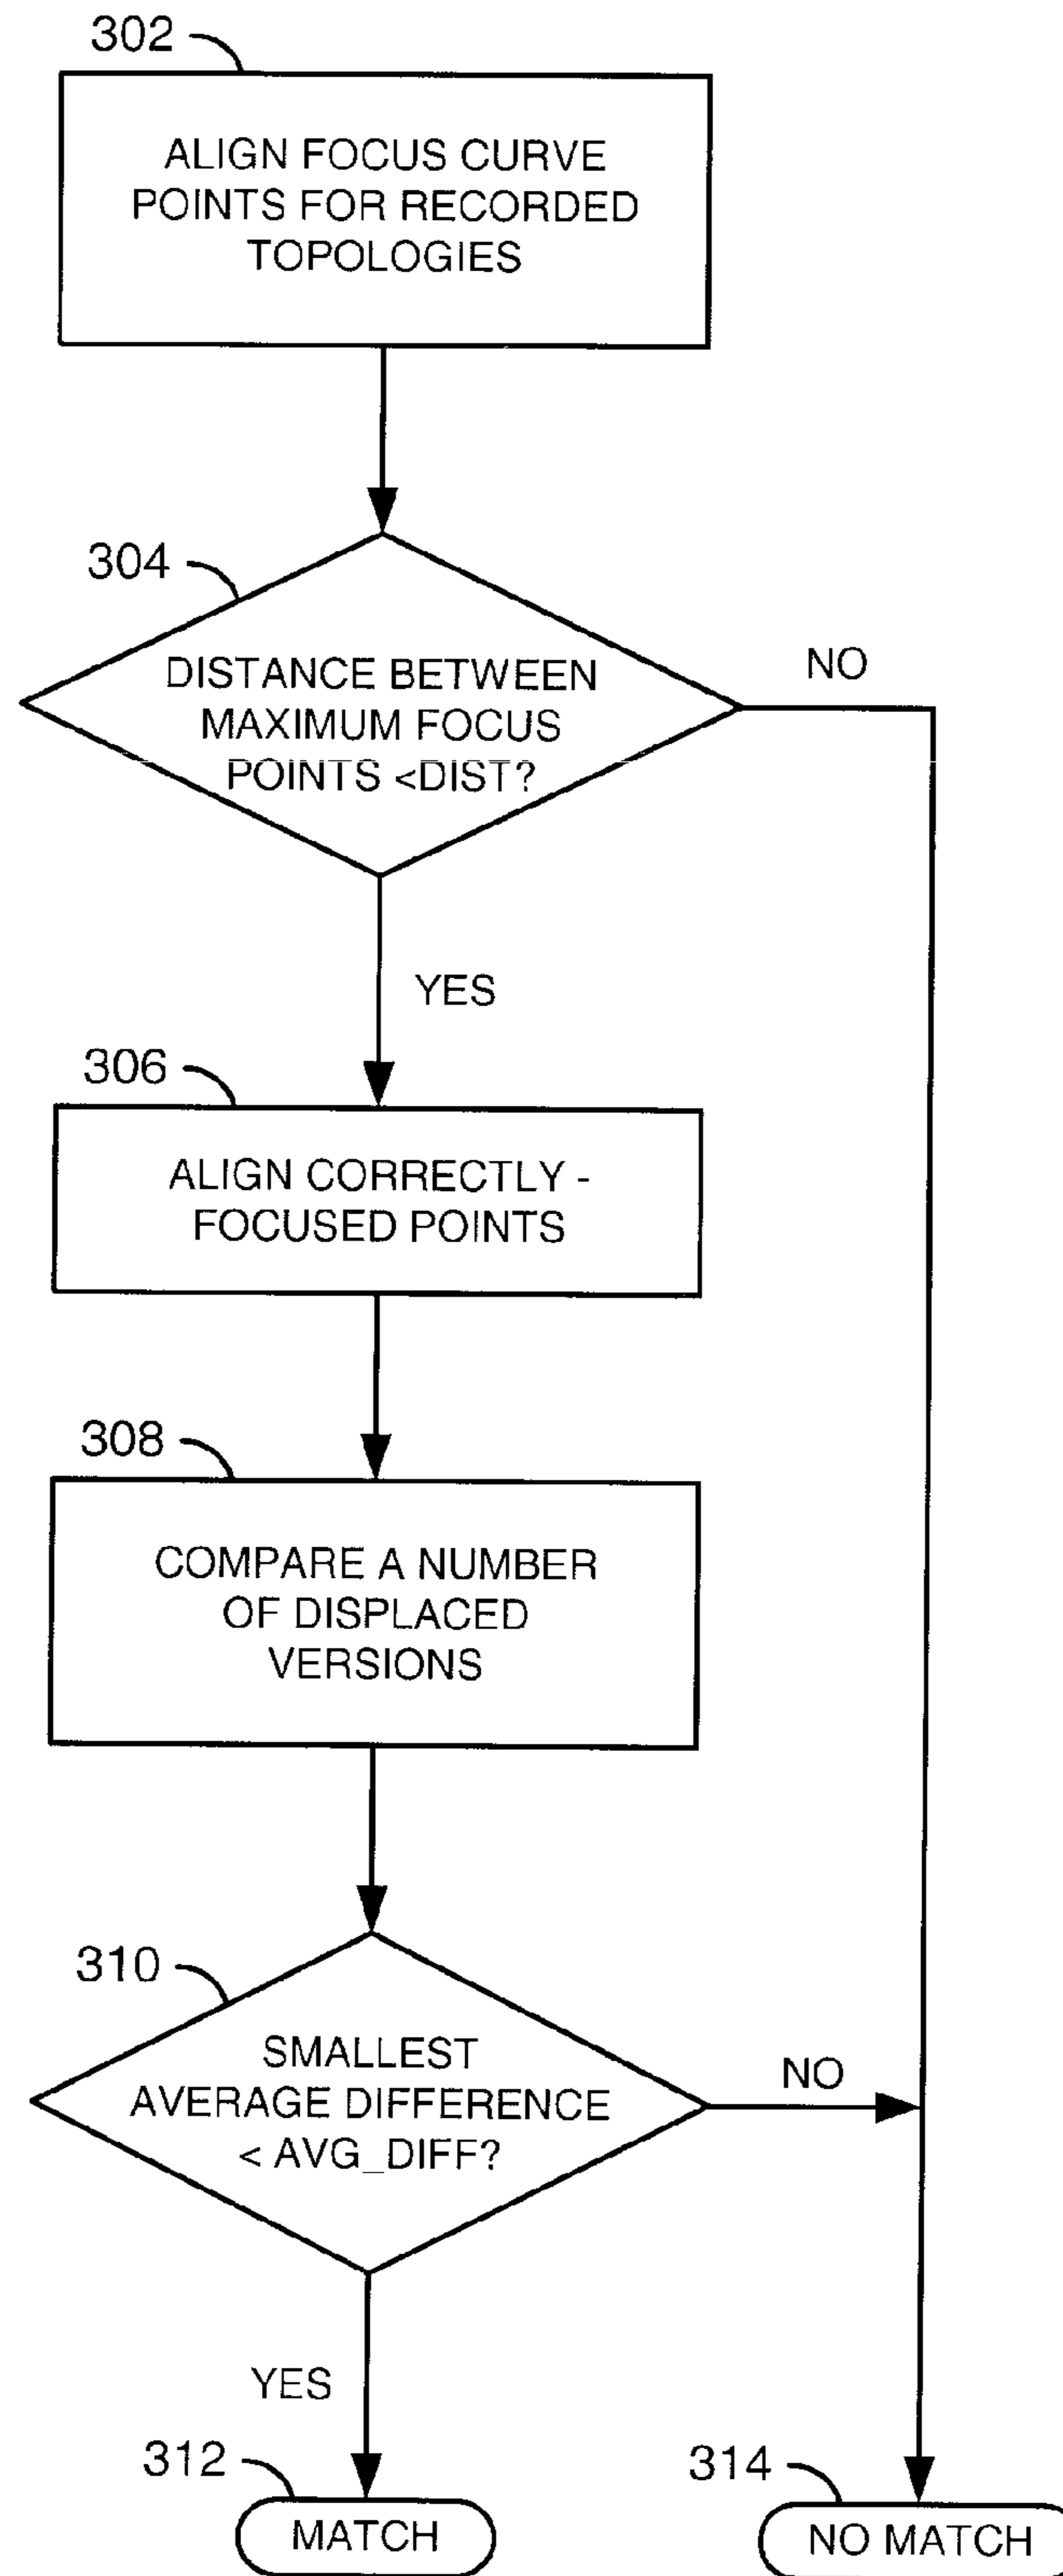 302
ALIGN FOCUS CURVE
POINTS FOR RECORDED
TOPOLOGIES
304
DISTANCE BETWEEN
MAXIMUM FOCUS
POINTS <DIST?
NO
YES
306
ALIGN CORRECTLY -
FOCUSED POINTS
308
COMPARE A NUMBER
OF DISPLACED
VERSIONS
310
SMALLEST
AVERAGE DIFFERENCE
< AVG_DIFF?
NO
YES
312
MATCH
314
NO MATCH